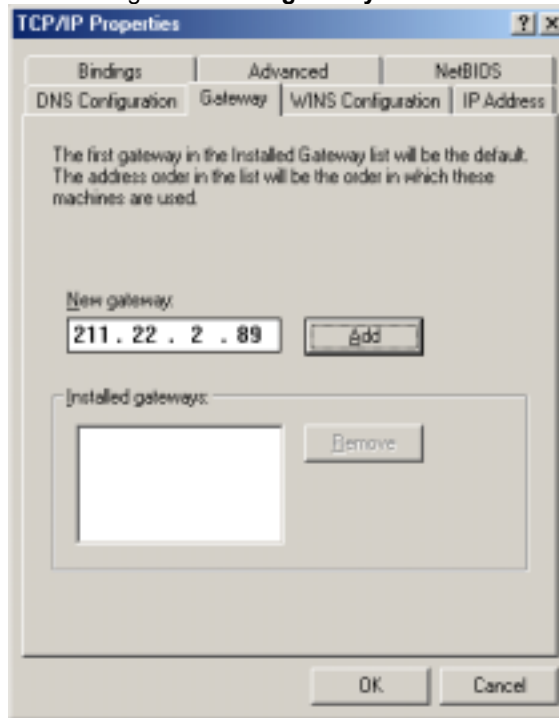 TCP/IP Properties
? ×
Bindings Advanced NetBIOS
DNS Configuration Gateway WINS Configuration IP Address
The first gateway in the Installed Gateway list will be the default.
The address order in the list will be the order in which these
machines are used.
New gateway:
211 . 22 . 2 . 89 Add
Installed gateways:
Remove
OK Cancel